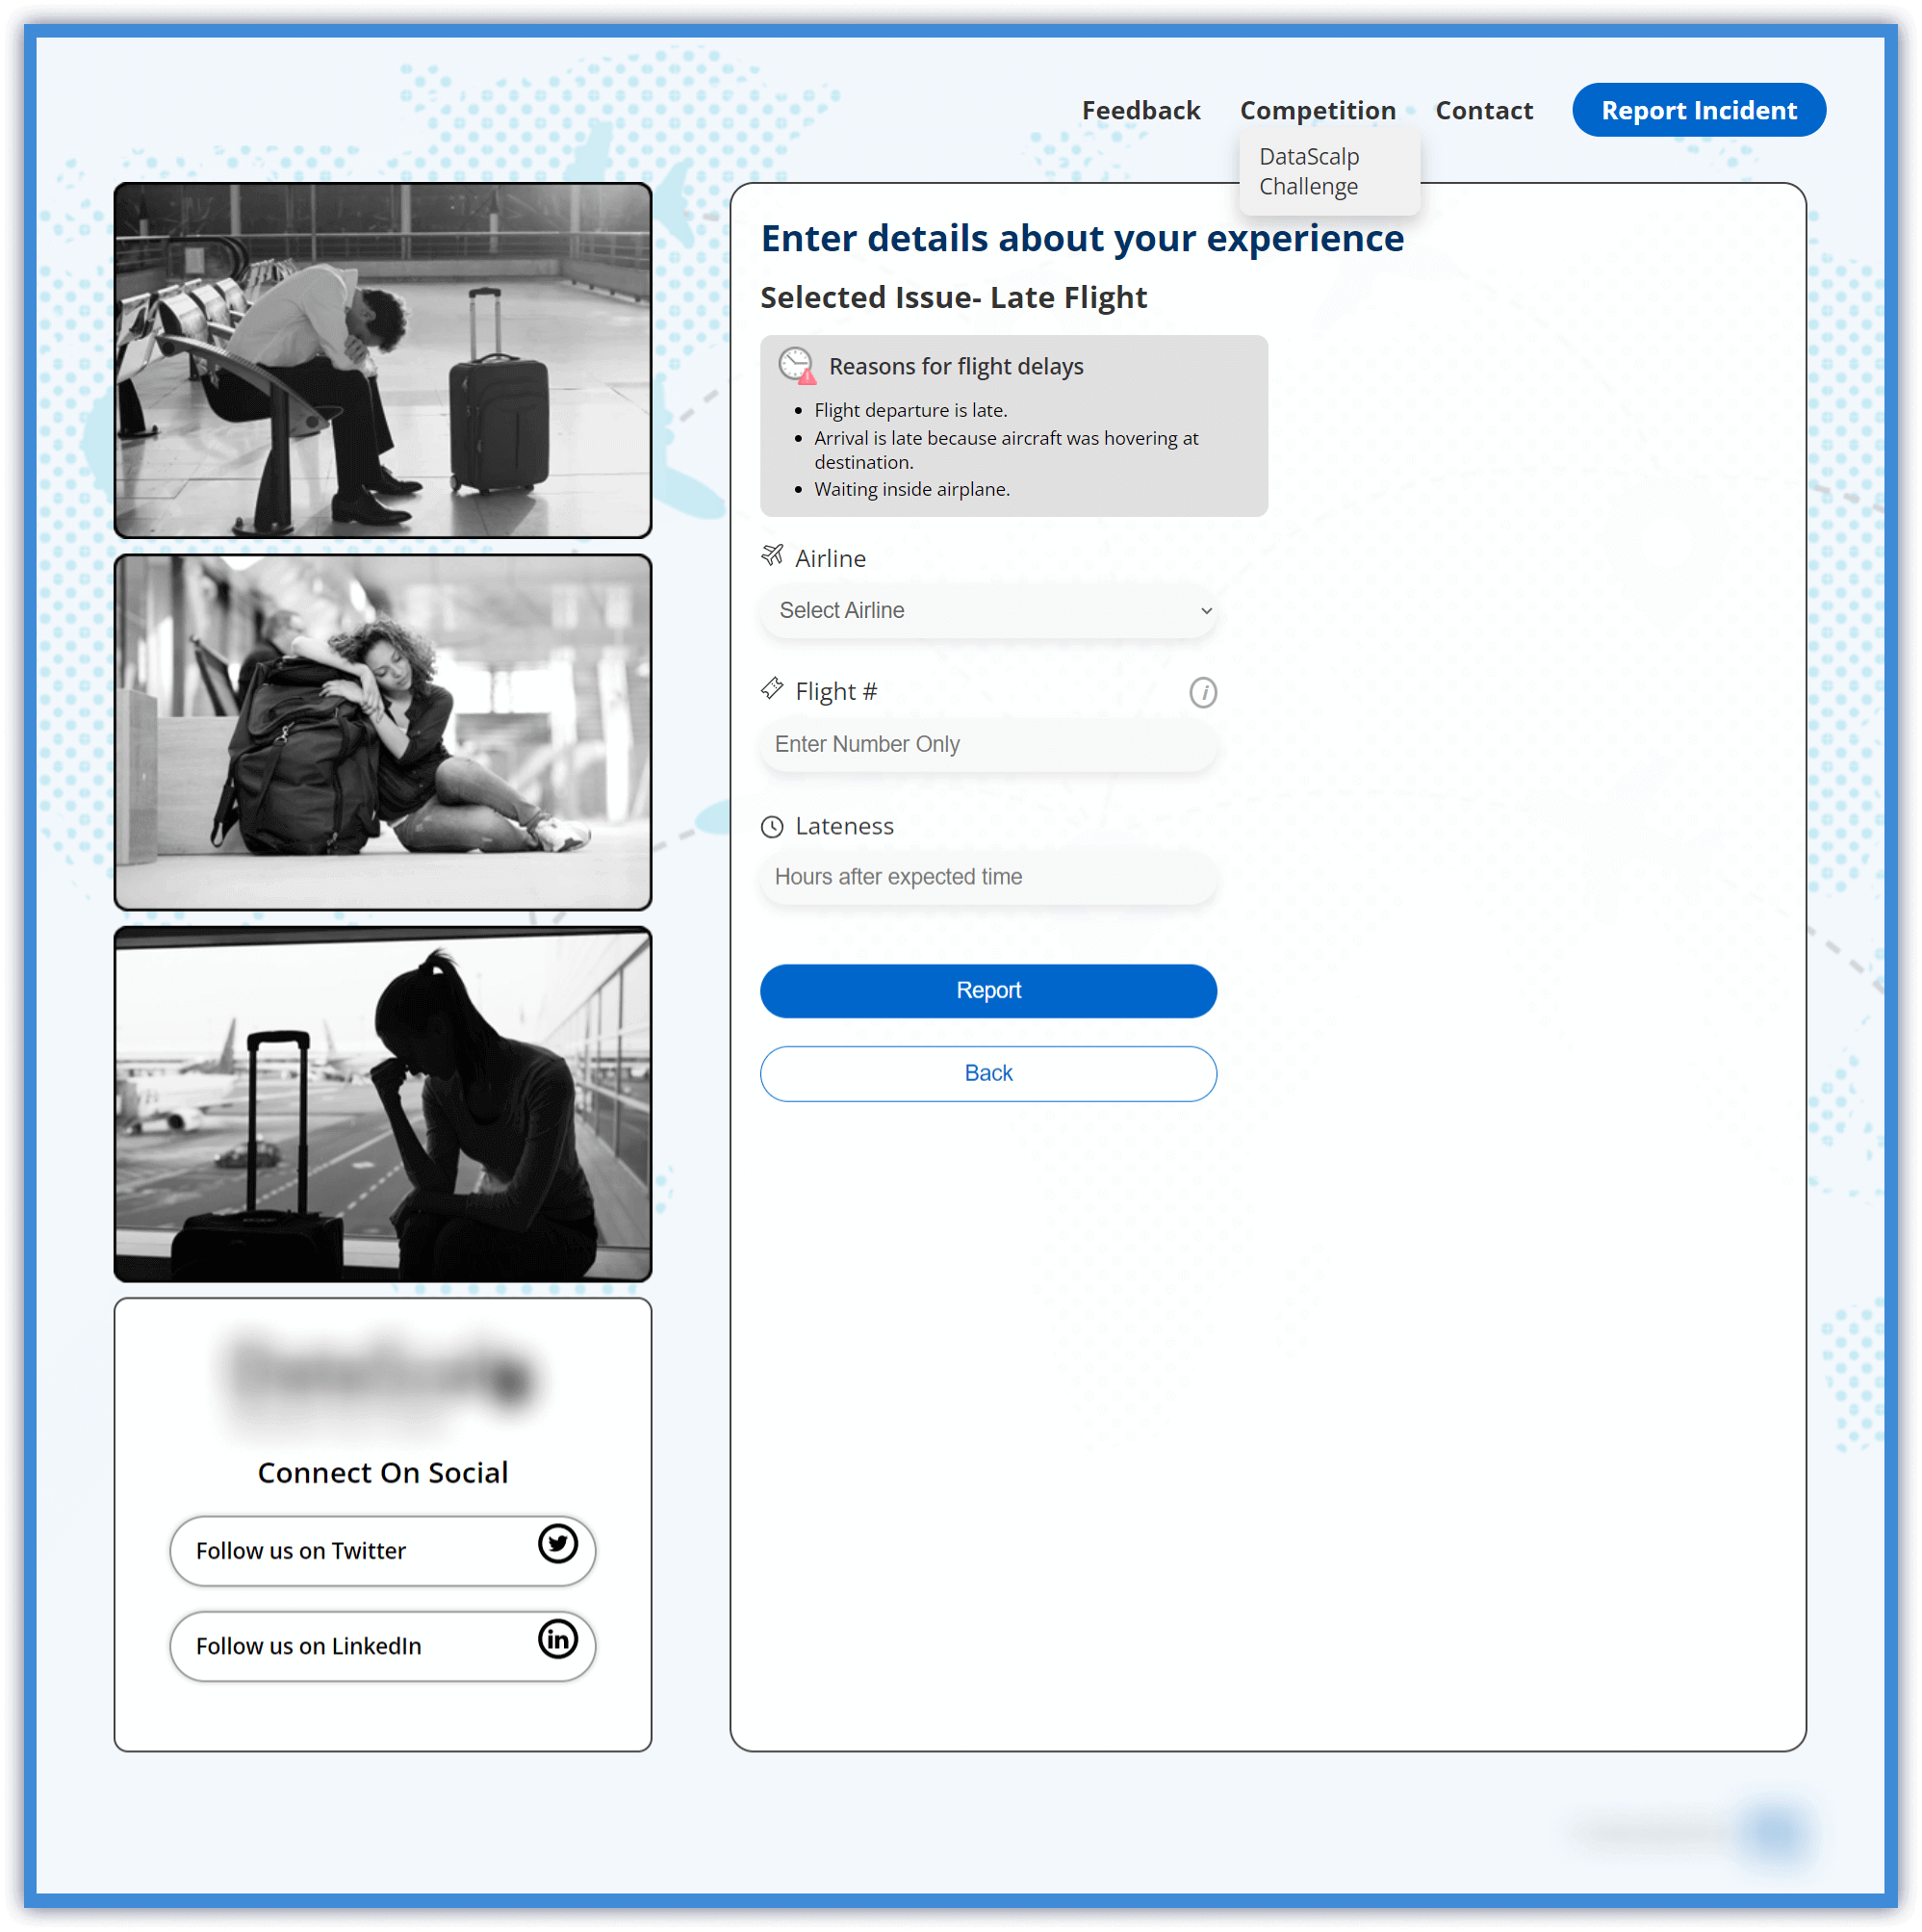 Feedback
Competition
Contact
Report Incident
DataScalp
Challenge
Enter details about your experience
Selected Issue- Late Flight
Reasons for flight delays
• Flight departure is late.
• Arrival is late because aircraft was hovering at
destination.
• Waiting inside airplane.
Airline
Select Airline
Flight #
i
Enter Number Only
Lateness
Hours after expected time
Report
Back
Connect On Social
Follow us on Twitter
Follow us on LinkedIn
in